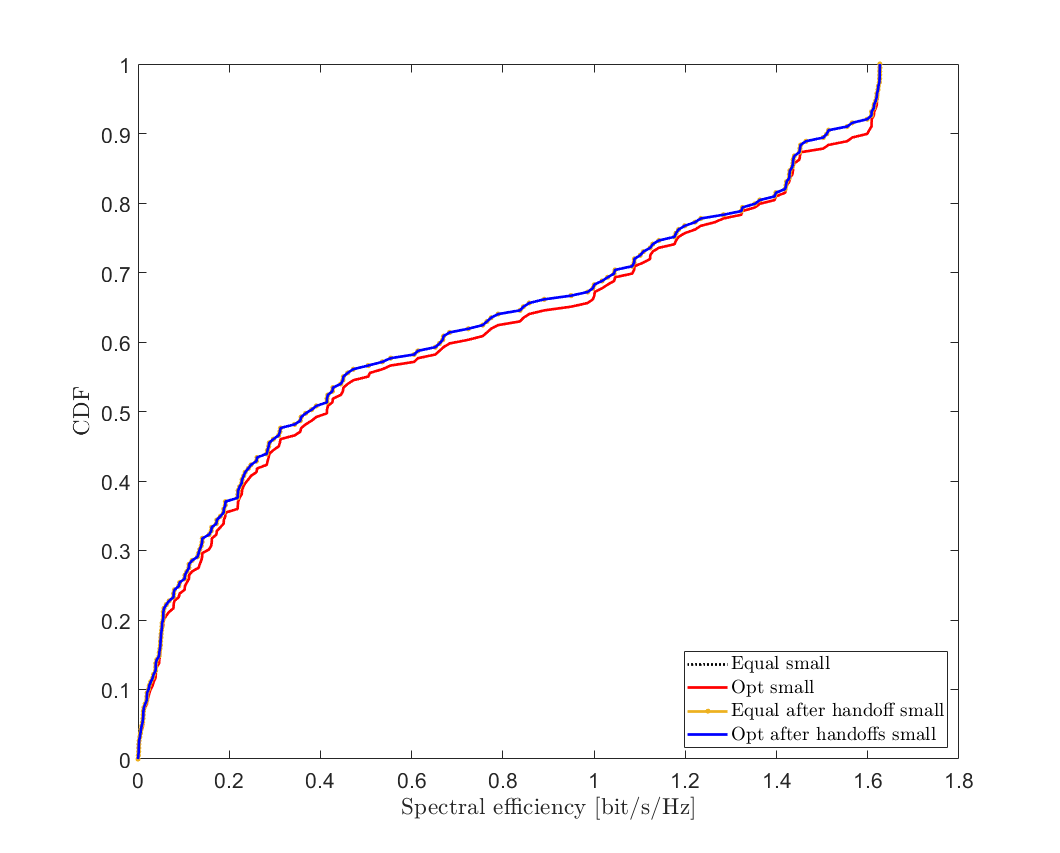 1
0.9
0.8
0.7
0.6
0.5
0.4
0.3
0.2
0.1
0
CDF
Equal small
Opt small
Equal after handoff small
Opt after handoffs small
0 0.2 0.4 0.6 0.8 1 1.2 1.4 1.6 1.8
Spectral efficiency [bit/s/Hz]